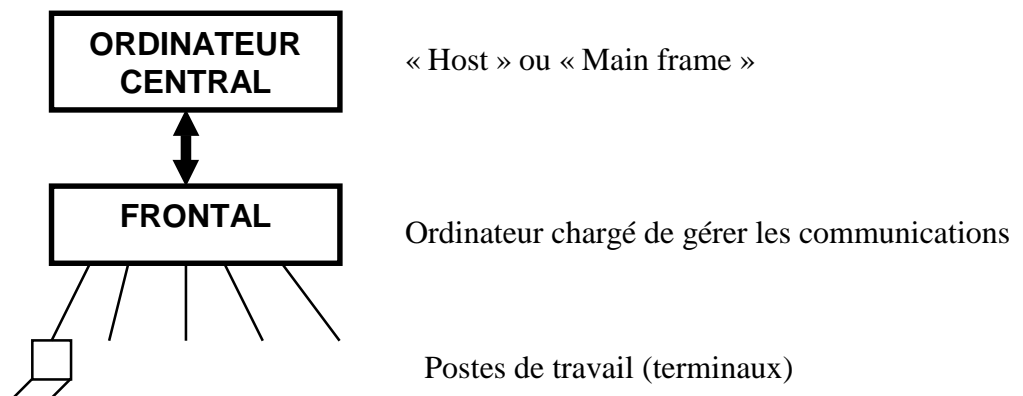 ORDINATEUR
CENTRAL
« Host » ou « Main frame »
FRONTAL
Ordinateur chargé de gérer les communications
Postes de travail (terminaux)